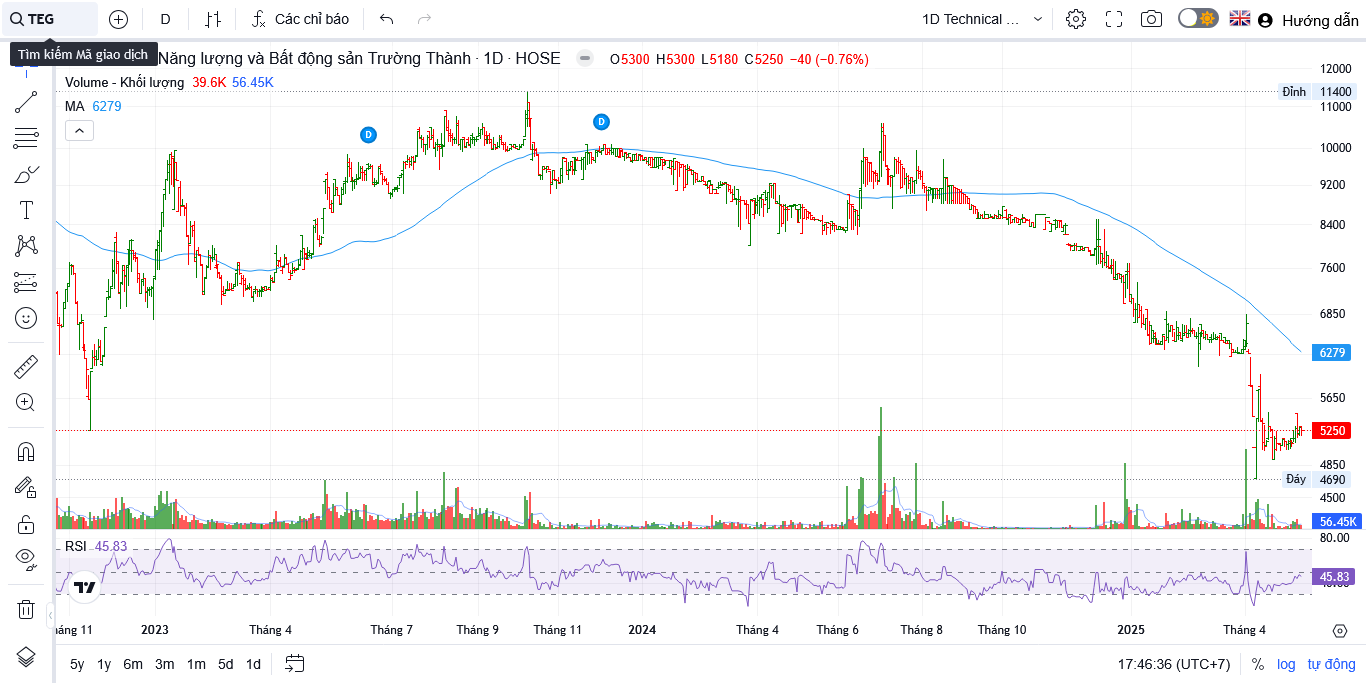 TEG D Các chỉ báo 1D Technical ... Hướng dẫn
Tìm kiếm Mã giao dịch
Năng lượng và Bất động sản Trường Thành · 1D · HOSE O5300 H5300 L5180 C5250 −40 (−0.76%)
Volume - Khối lượng 39.6K 56.45K
MA 6279
D
D
12000
Đỉnh 11400
11000
10000
9200
8400
7600
6850
6279
5650
5250
4850
Đáy 4690
4500
56.45K
80.00
RSI 45.83
45.83
háng 11 2023 Tháng 4 Tháng 7 Tháng 9 Tháng 11 2024 Tháng 4 Tháng 6 Tháng 8 Tháng 10 2025 Tháng 4
5y 1y 6m 3m 1m 5d 1d 17:46:36 (UTC+7) % log tự động